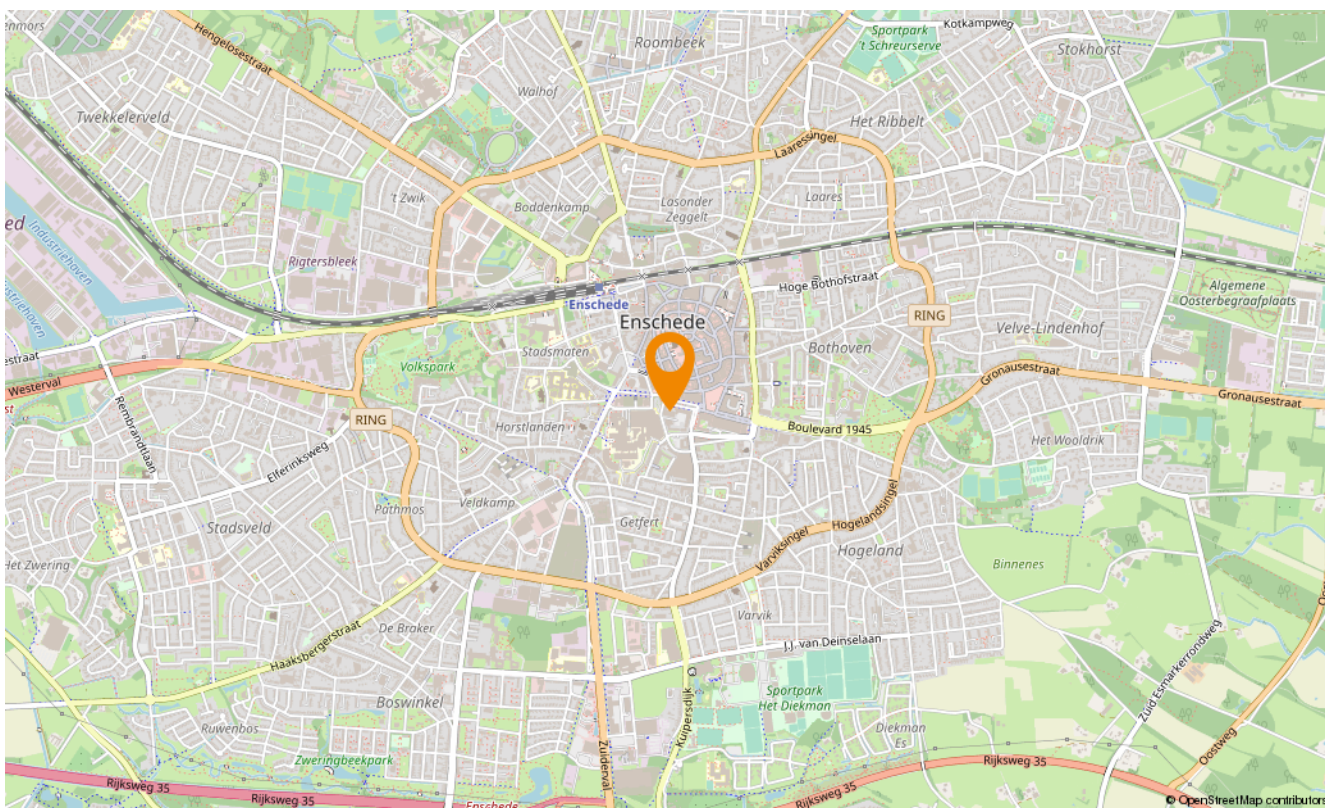 enmors
Hengelosestraat
Roombeek
Sportpark
't Schreurserve
Kotkampweg
Stokhorst
Walhof
Twekkelerveld
Het Ribbelt
Laaressingel
't Zwik
Boddenkamp
Lasonder
Zeggelt
Laares
Industriehaven
Rigtersbleek
Hoge Bothofstraat
Algemene
Oosterbegraafplaats
Enschede
Enschede
RING
Velve-Lindenhof
Bothoven
Stadsmaten
Volkspark
estraat
Westerval
Gronausestraat
Gronausestraat
Rembrandtlaan
RING
Horstlanden
Boulevard 1945
Het Wooldrik
Elferinksweg
Veldkamp
Pathmos
Getfert
Stadsveld
Hogelandsingel
Varviksingel
Hogeland
Het Zwering
Binnenes
De Braker
Varvik
J.J. van Deinselaan
Haaksbergerstraat
Zuid Esmarkerrondweg
Sportpark
Het Diekman
Boswinkel
Kuipersdijk
Ruwenbos
Diekman
Es
Zuiderval
Oostweg
Zweringbeekpark
Rijksweg 35
Rijksweg 35
Rijksweg 35
Rijksweg 35
Enschede
© OpenStreetMap contributors